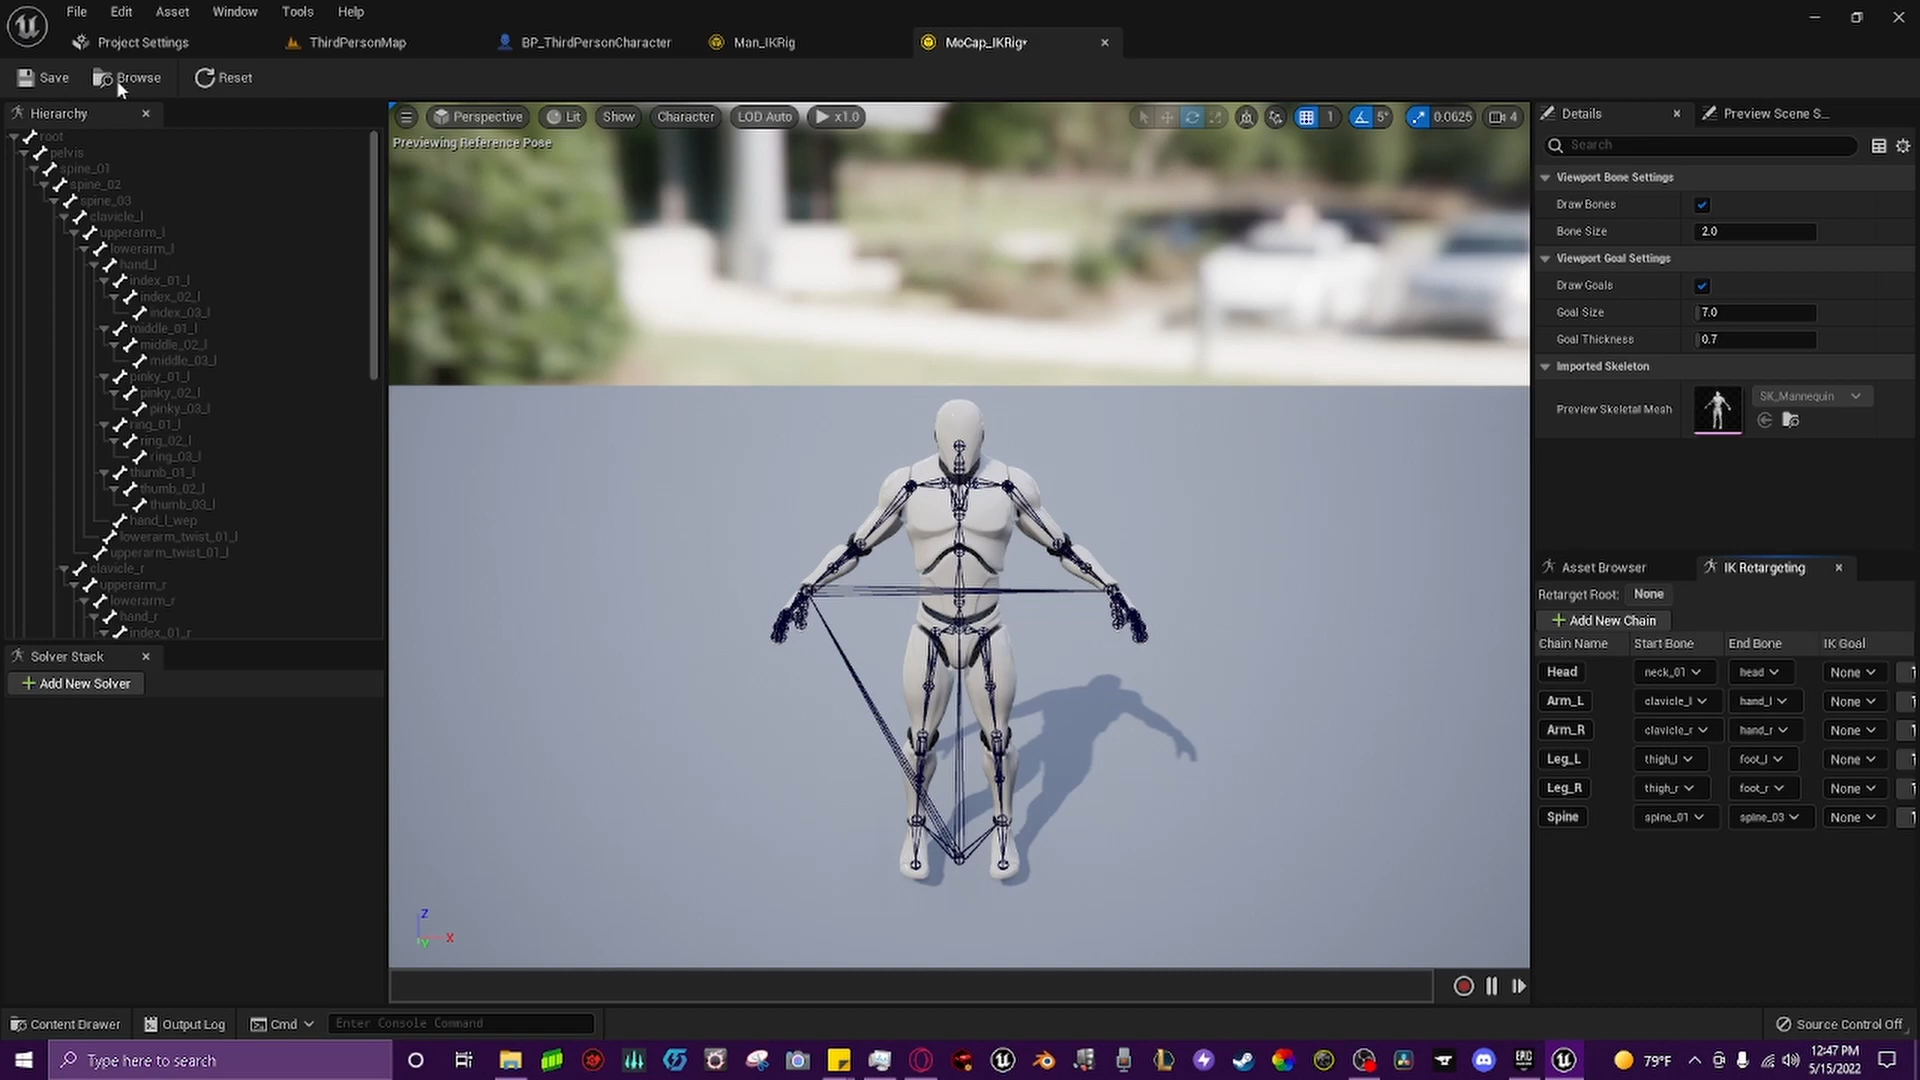 File Edit Asset Window Tools Help
Project Settings ThirdPersonMap BP_ThirdPersonCharacter Man_IKRig MoCap_IKRig*
Save Browse Reset
Hierarchy
root
pelvis
spine_01
spine_02
spine_03
clavicle_l
upperarm_l
lowerarm_l
hand_l
index_01_l
index_02_l
index_03_l
middle_01_l
middle_02_l
middle_03_l
pinky_01_l
pinky_02_l
pinky_03_l
ring_01_l
ring_02_l
ring_03_l
thumb_01_l
thumb_02_l
thumb_03_l
hand_l_wep
lowerarm_twist_01_l
upperarm_twist_01_l
clavicle_r
upperarm_r
lowerarm_r
hand_r
index_01_r
Solver Stack
Add New Solver
Perspective Lit Show Character LOD Auto x1.0 1 5° 0.0625 4
Previewing Reference Pose
Z
X
Y
Details Preview Scene S...
Search
Viewport Bone Settings
Draw Bones
Bone Size 2.0
Viewport Goal Settings
Draw Goals
Goal Size 7.0
Goal Thickness 0.7
Imported Skeleton
Preview Skeletal Mesh SK_Mannequin
Asset Browser IK Retargeting
Retarget Root: None
Add New Chain
Chain Name Start Bone End Bone IK Goal
Head neck_01 head None
Arm_L clavicle_l hand_l None
Arm_R clavicle_r hand_r None
Leg_L thigh_l foot_l None
Leg_R thigh_r foot_r None
Spine spine_01 spine_03 None
Content Drawer Output Log Cmd Enter Console Command Source Control Off
Type here to search
EPIC
79°F
12:47 PM
5/15/2022